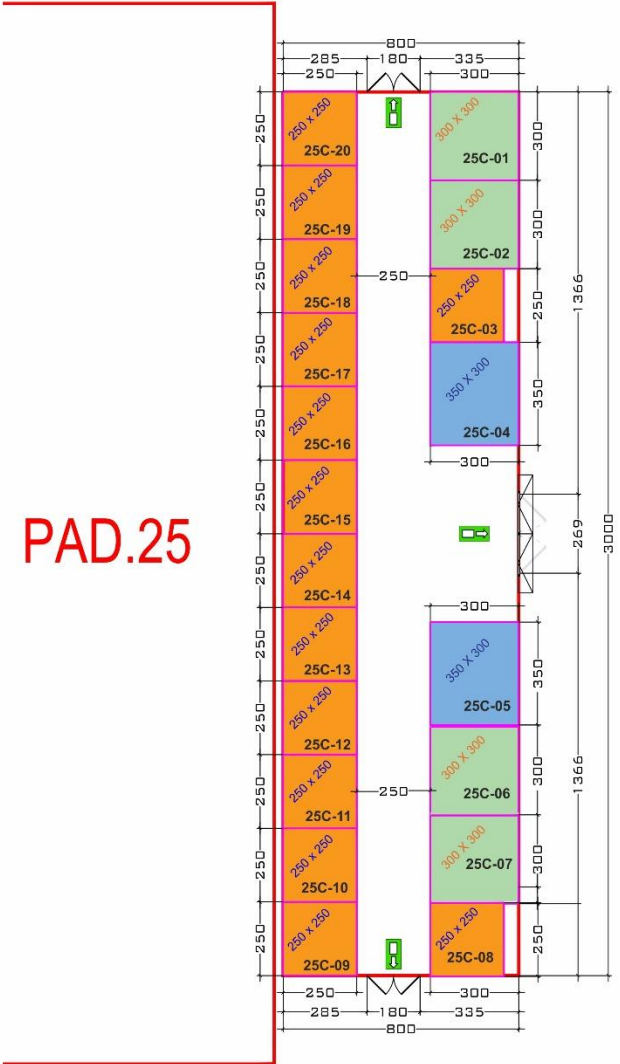 800
285 180 335
250 300
250 x 250
25C-20
250 x 250
25C-19
250 x 250
25C-18
250 x 250
25C-17
250 x 250
25C-16
250 x 250
25C-15
250 x 250
25C-14
250 x 250
25C-13
250 x 250
25C-12
250 x 250
25C-11
250 x 250
25C-10
250 x 250
25C-09
250
250
250
250
250
250
250
250
250
250
250
250
PAD.25
250
250
300 X 300
25C-01
300 X 300
25C-02
250 x 250
25C-03
350 X 300
25C-04
300
300
350 X 300
25C-05
300 X 300
25C-06
300 X 300
25C-07
250 x 250
25C-08
300
300
250
350
350
300
300
250
1366
269
1366
3000
250 300
285 180 335
800